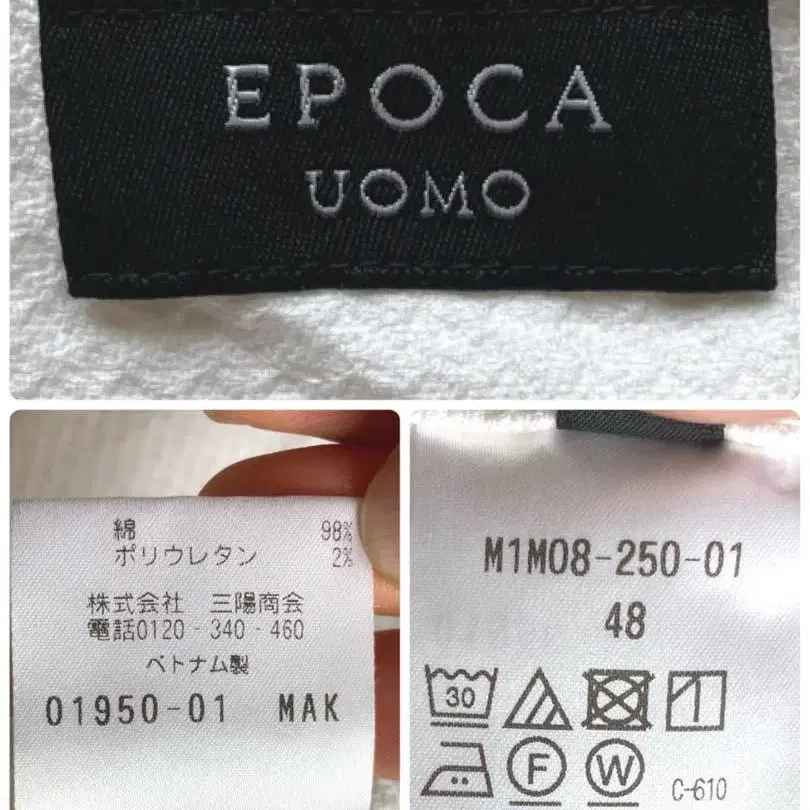 EPOCA
UOMO
綿 98%
ポリウレタン 2%
株式会社 三陽商会
電話0120-340-460
ベトナム製
01950-01 MAK
M1M08-250-01
48
30
F W C-610